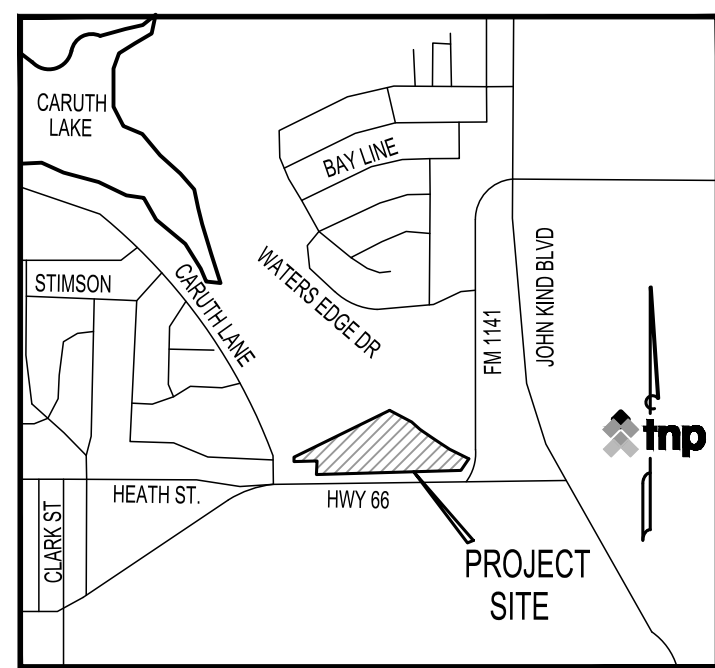 CARUTH
LAKE
BAY LINE
WATERS EDGE DR
CARUTH LANE
STIMSON
FM 1141
JOHN KIND BLVD
tnp
HEATH ST.
HWY 66
CLARK ST
PROJECT
SITE